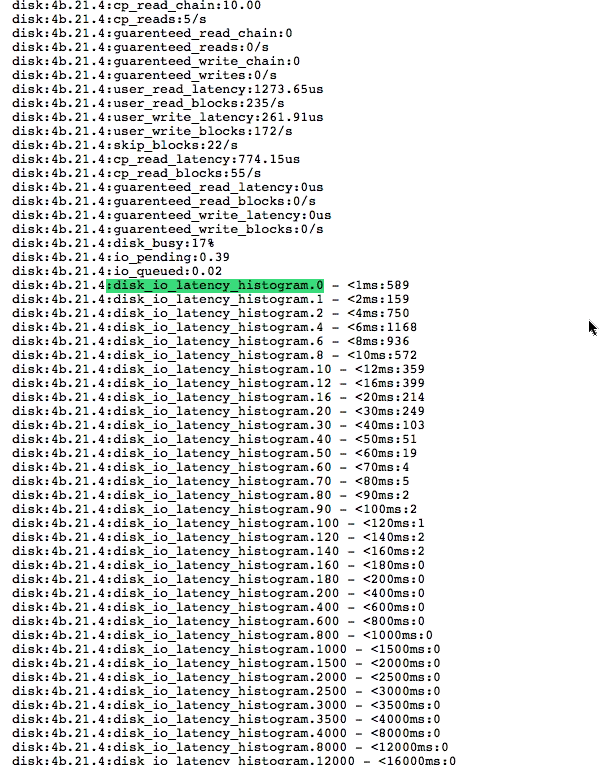 disk:4b.21.4:cp_read_chain:10.00
disk:4b.21.4:cp_reads:5/s
disk:4b.21.4:guarenteed_read_chain:0
disk:4b.21.4:guarenteed_reads:0/s
disk:4b.21.4:guarenteed_write_chain:0
disk:4b.21.4:guarenteed_writes:0/s
disk:4b.21.4:user_read_latency:1273.65us
disk:4b.21.4:user_read_blocks:235/s
disk:4b.21.4:user_write_latency:261.91us
disk:4b.21.4:user_write_blocks:172/s
disk:4b.21.4:skip_blocks:22/s
disk:4b.21.4:cp_read_latency:774.15us
disk:4b.21.4:cp_read_blocks:55/s
disk:4b.21.4:guarenteed_read_latency:0us
disk:4b.21.4:guarenteed_read_blocks:0/s
disk:4b.21.4:guarenteed_write_latency:0us
disk:4b.21.4:guarenteed_write_blocks:0/s
disk:4b.21.4:disk_busy:17%
disk:4b.21.4:io_pending:0.39
disk:4b.21.4:io_queued:0.02
disk:4b.21.4:disk_io_latency_histogram.0 - <1ms:589
disk:4b.21.4:disk_io_latency_histogram.1 - <2ms:159
disk:4b.21.4:disk_io_latency_histogram.2 - <4ms:750
disk:4b.21.4:disk_io_latency_histogram.4 - <6ms:1168
disk:4b.21.4:disk_io_latency_histogram.6 - <8ms:936
disk:4b.21.4:disk_io_latency_histogram.8 - <10ms:572
disk:4b.21.4:disk_io_latency_histogram.10 - <12ms:359
disk:4b.21.4:disk_io_latency_histogram.12 - <16ms:399
disk:4b.21.4:disk_io_latency_histogram.16 - <20ms:214
disk:4b.21.4:disk_io_latency_histogram.20 - <30ms:249
disk:4b.21.4:disk_io_latency_histogram.30 - <40ms:103
disk:4b.21.4:disk_io_latency_histogram.40 - <50ms:51
disk:4b.21.4:disk_io_latency_histogram.50 - <60ms:19
disk:4b.21.4:disk_io_latency_histogram.60 - <70ms:4
disk:4b.21.4:disk_io_latency_histogram.70 - <80ms:5
disk:4b.21.4:disk_io_latency_histogram.80 - <90ms:2
disk:4b.21.4:disk_io_latency_histogram.90 - <100ms:2
disk:4b.21.4:disk_io_latency_histogram.100 - <120ms:1
disk:4b.21.4:disk_io_latency_histogram.120 - <140ms:2
disk:4b.21.4:disk_io_latency_histogram.140 - <160ms:2
disk:4b.21.4:disk_io_latency_histogram.160 - <180ms:0
disk:4b.21.4:disk_io_latency_histogram.180 - <200ms:0
disk:4b.21.4:disk_io_latency_histogram.200 - <400ms:0
disk:4b.21.4:disk_io_latency_histogram.400 - <600ms:0
disk:4b.21.4:disk_io_latency_histogram.600 - <800ms:0
disk:4b.21.4:disk_io_latency_histogram.800 - <1000ms:0
disk:4b.21.4:disk_io_latency_histogram.1000 - <1500ms:0
disk:4b.21.4:disk_io_latency_histogram.1500 - <2000ms:0
disk:4b.21.4:disk_io_latency_histogram.2000 - <2500ms:0
disk:4b.21.4:disk_io_latency_histogram.2500 - <3000ms:0
disk:4b.21.4:disk_io_latency_histogram.3000 - <3500ms:0
disk:4b.21.4:disk_io_latency_histogram.3500 - <4000ms:0
disk:4b.21.4:disk_io_latency_histogram.4000 - <8000ms:0
disk:4b.21.4:disk_io_latency_histogram.8000 - <12000ms:0
disk:4b.21.4:disk_io_latency_histogram.12000 - <16000ms:0